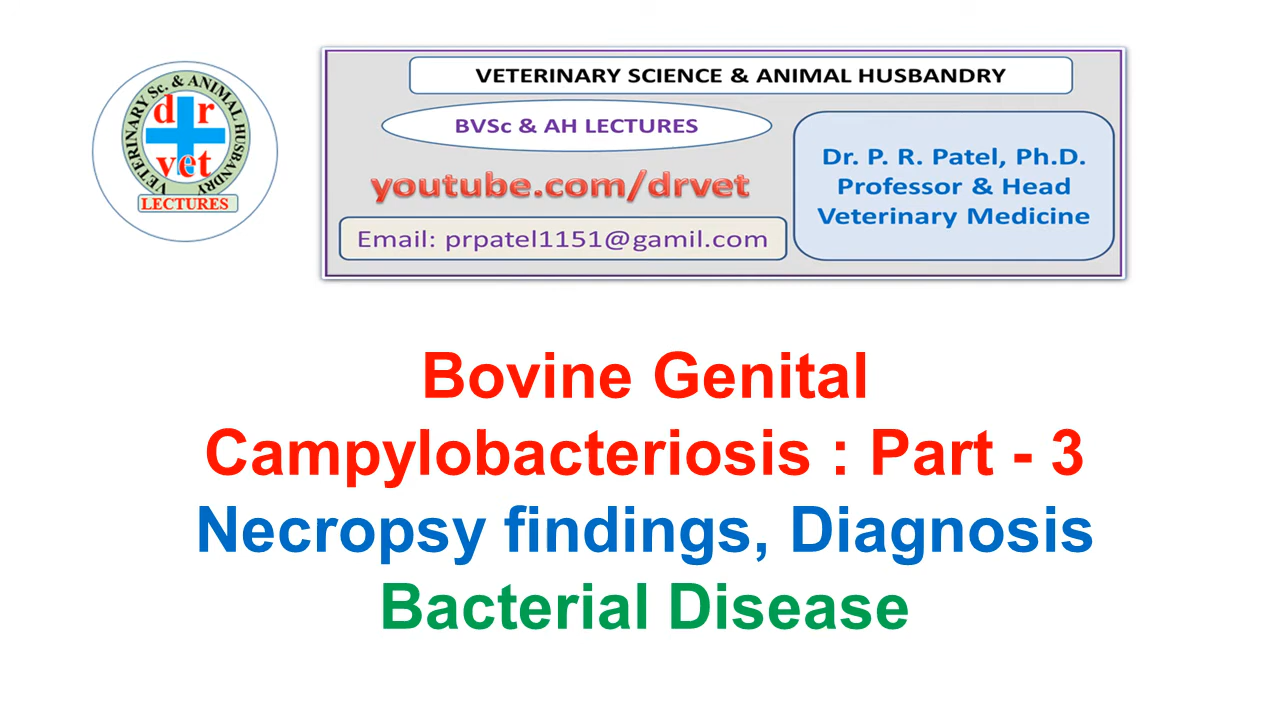 VETERINARY Sc. & ANIMAL HUSBANDRY
d r
vet
VETERINARY
LECTURES
VETERINARY SCIENCE & ANIMAL HUSBANDRY
BVSc & AH LECTURES
youtube.com/drvet
Email: prpatel1151@gamil.com
Dr. P. R. Patel, Ph.D.
Professor & Head
Veterinary Medicine
Bovine Genital
Campylobacteriosis : Part - 3
Necropsy findings, Diagnosis
Bacterial Disease